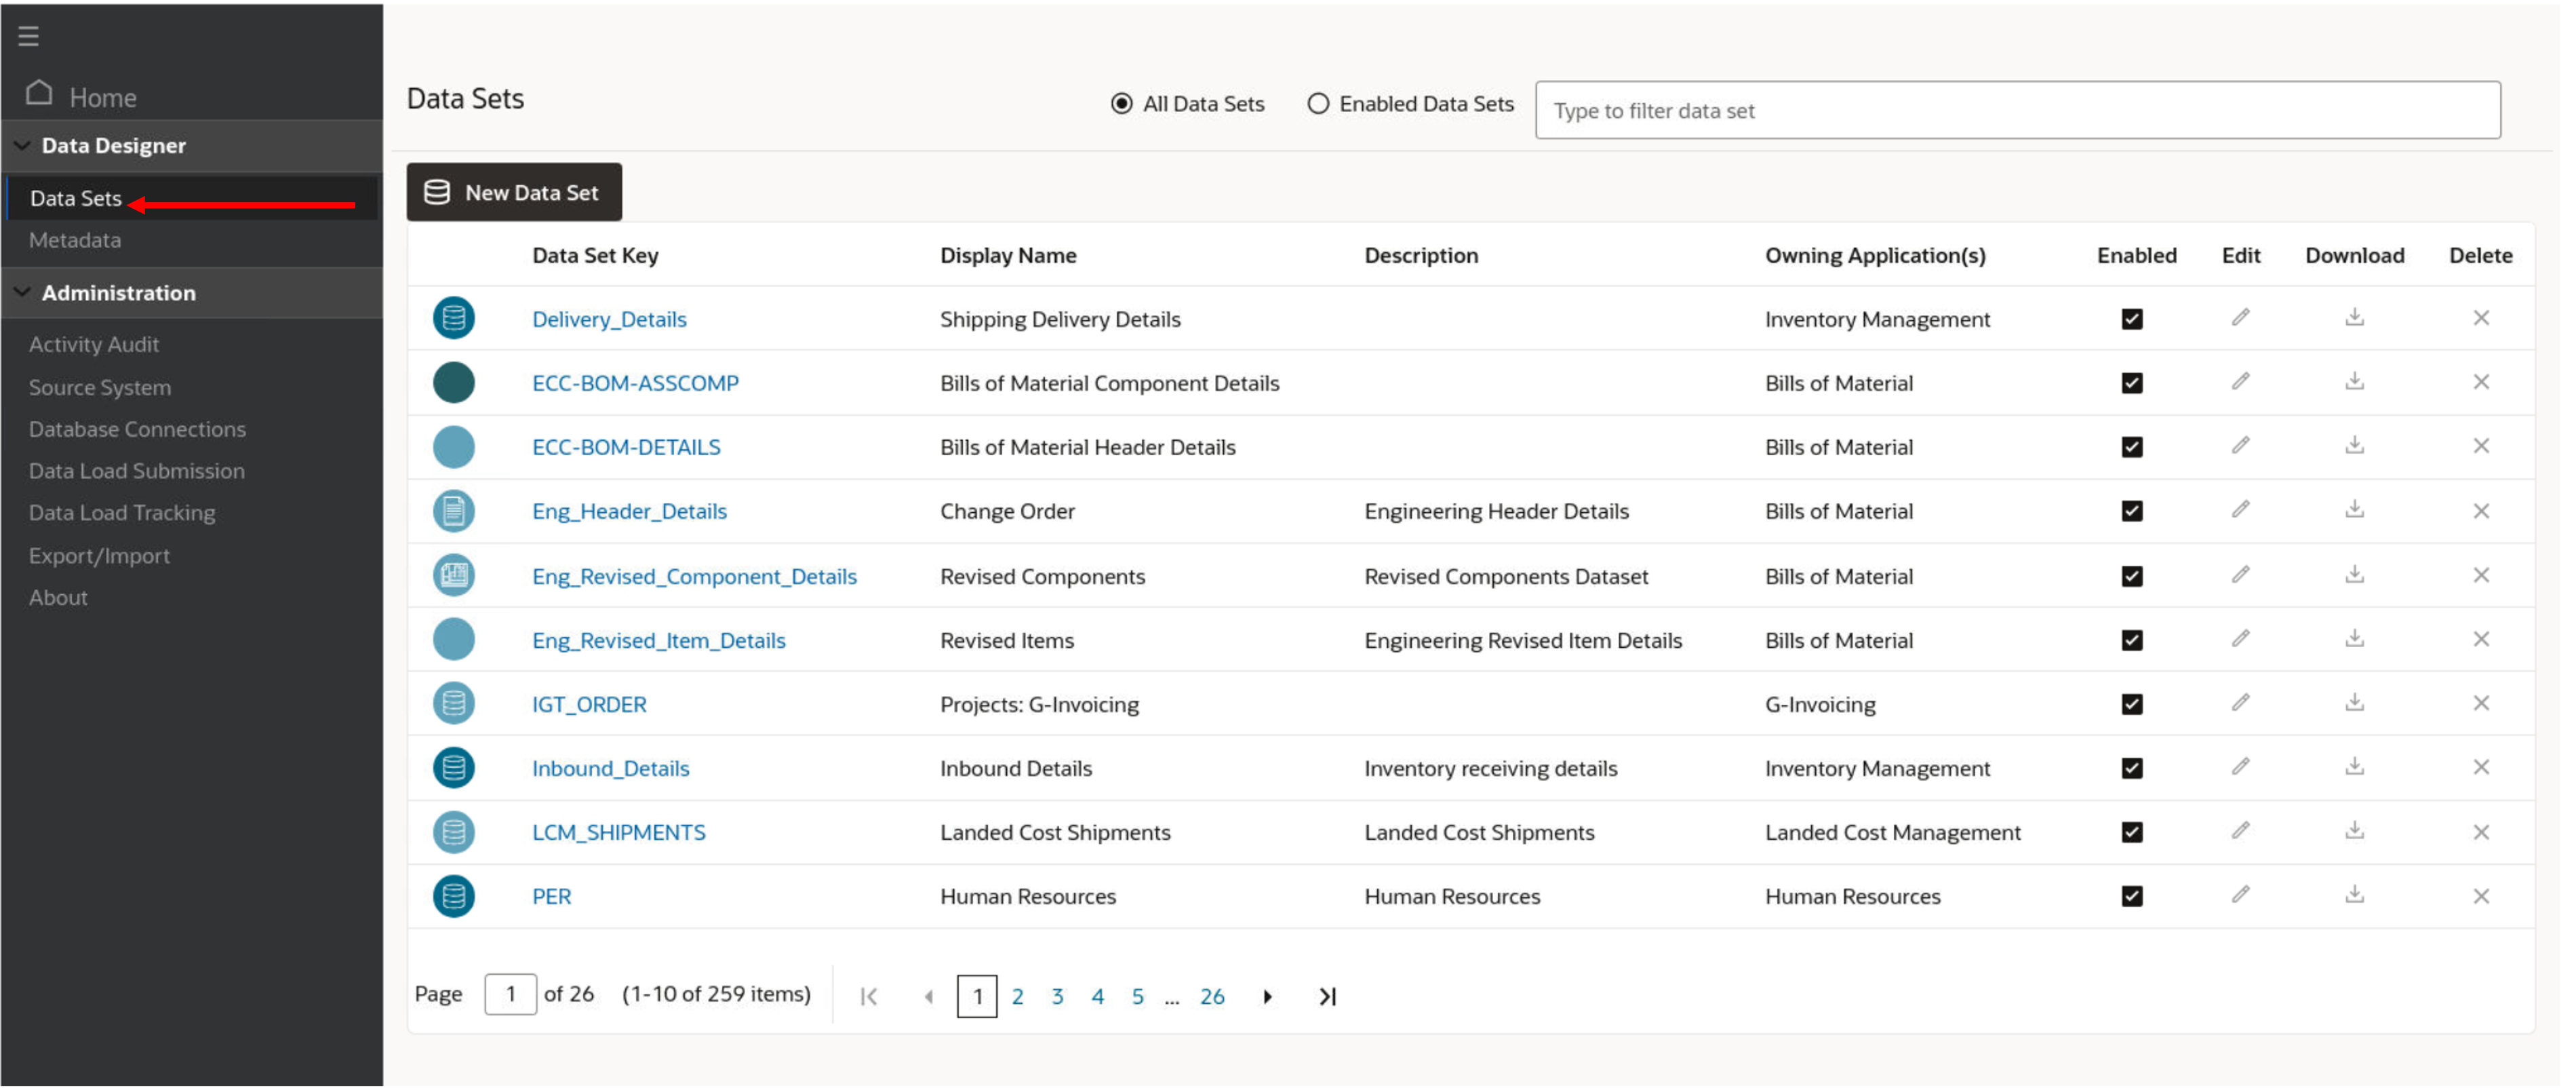 Home
Data Designer
Data Sets
Metadata
Administration
Activity Audit
Source System
Database Connections
Data Load Submission
Data Load Tracking
Export/Import
About
Data Sets All Data Sets Enabled Data Sets Type to filter data set
New Data Set
Data Set Key Display Name Description Owning Application(s) Enabled Edit Download Delete
Delivery_Details Shipping Delivery Details Inventory Management
ECC-BOM-ASSCOMP Bills of Material Component Details Bills of Material
ECC-BOM-DETAILS Bills of Material Header Details Bills of Material
Eng_Header_Details Change Order Engineering Header Details Bills of Material
Eng_Revised_Component_Details Revised Components Revised Components Dataset Bills of Material
Eng_Revised_Item_Details Revised Items Engineering Revised Item Details Bills of Material
IGT_ORDER Projects: G-Invoicing G-Invoicing
Inbound_Details Inbound Details Inventory receiving details Inventory Management
LCM_SHIPMENTS Landed Cost Shipments Landed Cost Shipments Landed Cost Management
PER Human Resources Human Resources Human Resources
Page 1 of 26 (1-10 of 259 items) 1 2 3 4 5 ... 26